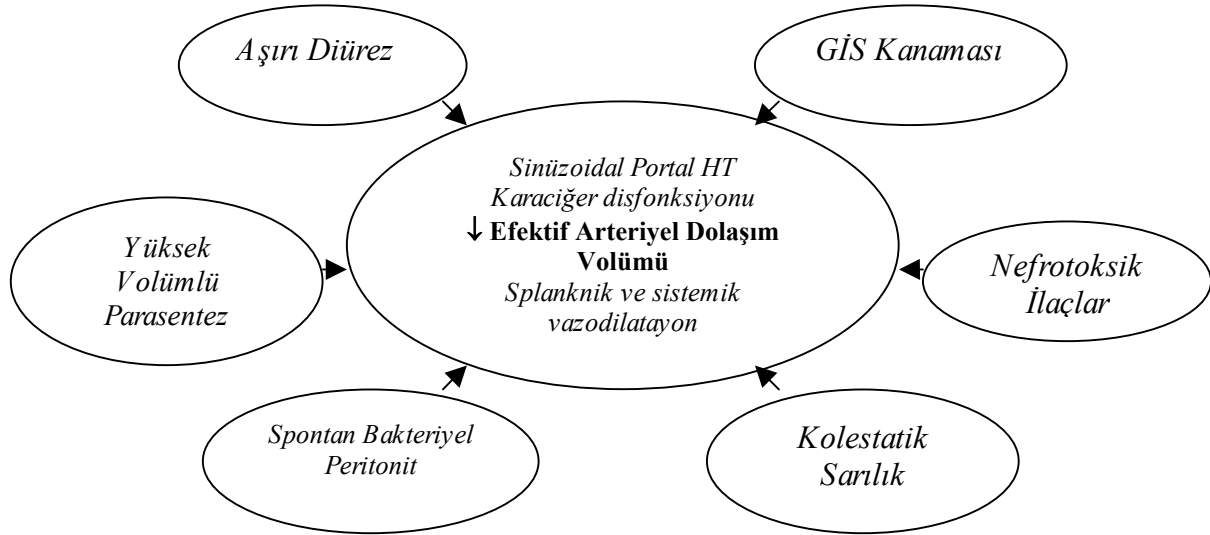 Aşırı Diürez
GİS Kanaması
Sinüzoidal Portal HT
Karaciğer disfonksiyonu
↓ Efektif Arteriyel Dolaşım
Volümü
Splanknik ve sistemik
vazodilatayon
Yüksek
Volümlü
Parasentez
Nefrotoksik
İlaçlar
Spontan Bakteriyel
Peritonit
Kolestatik
Sarılık